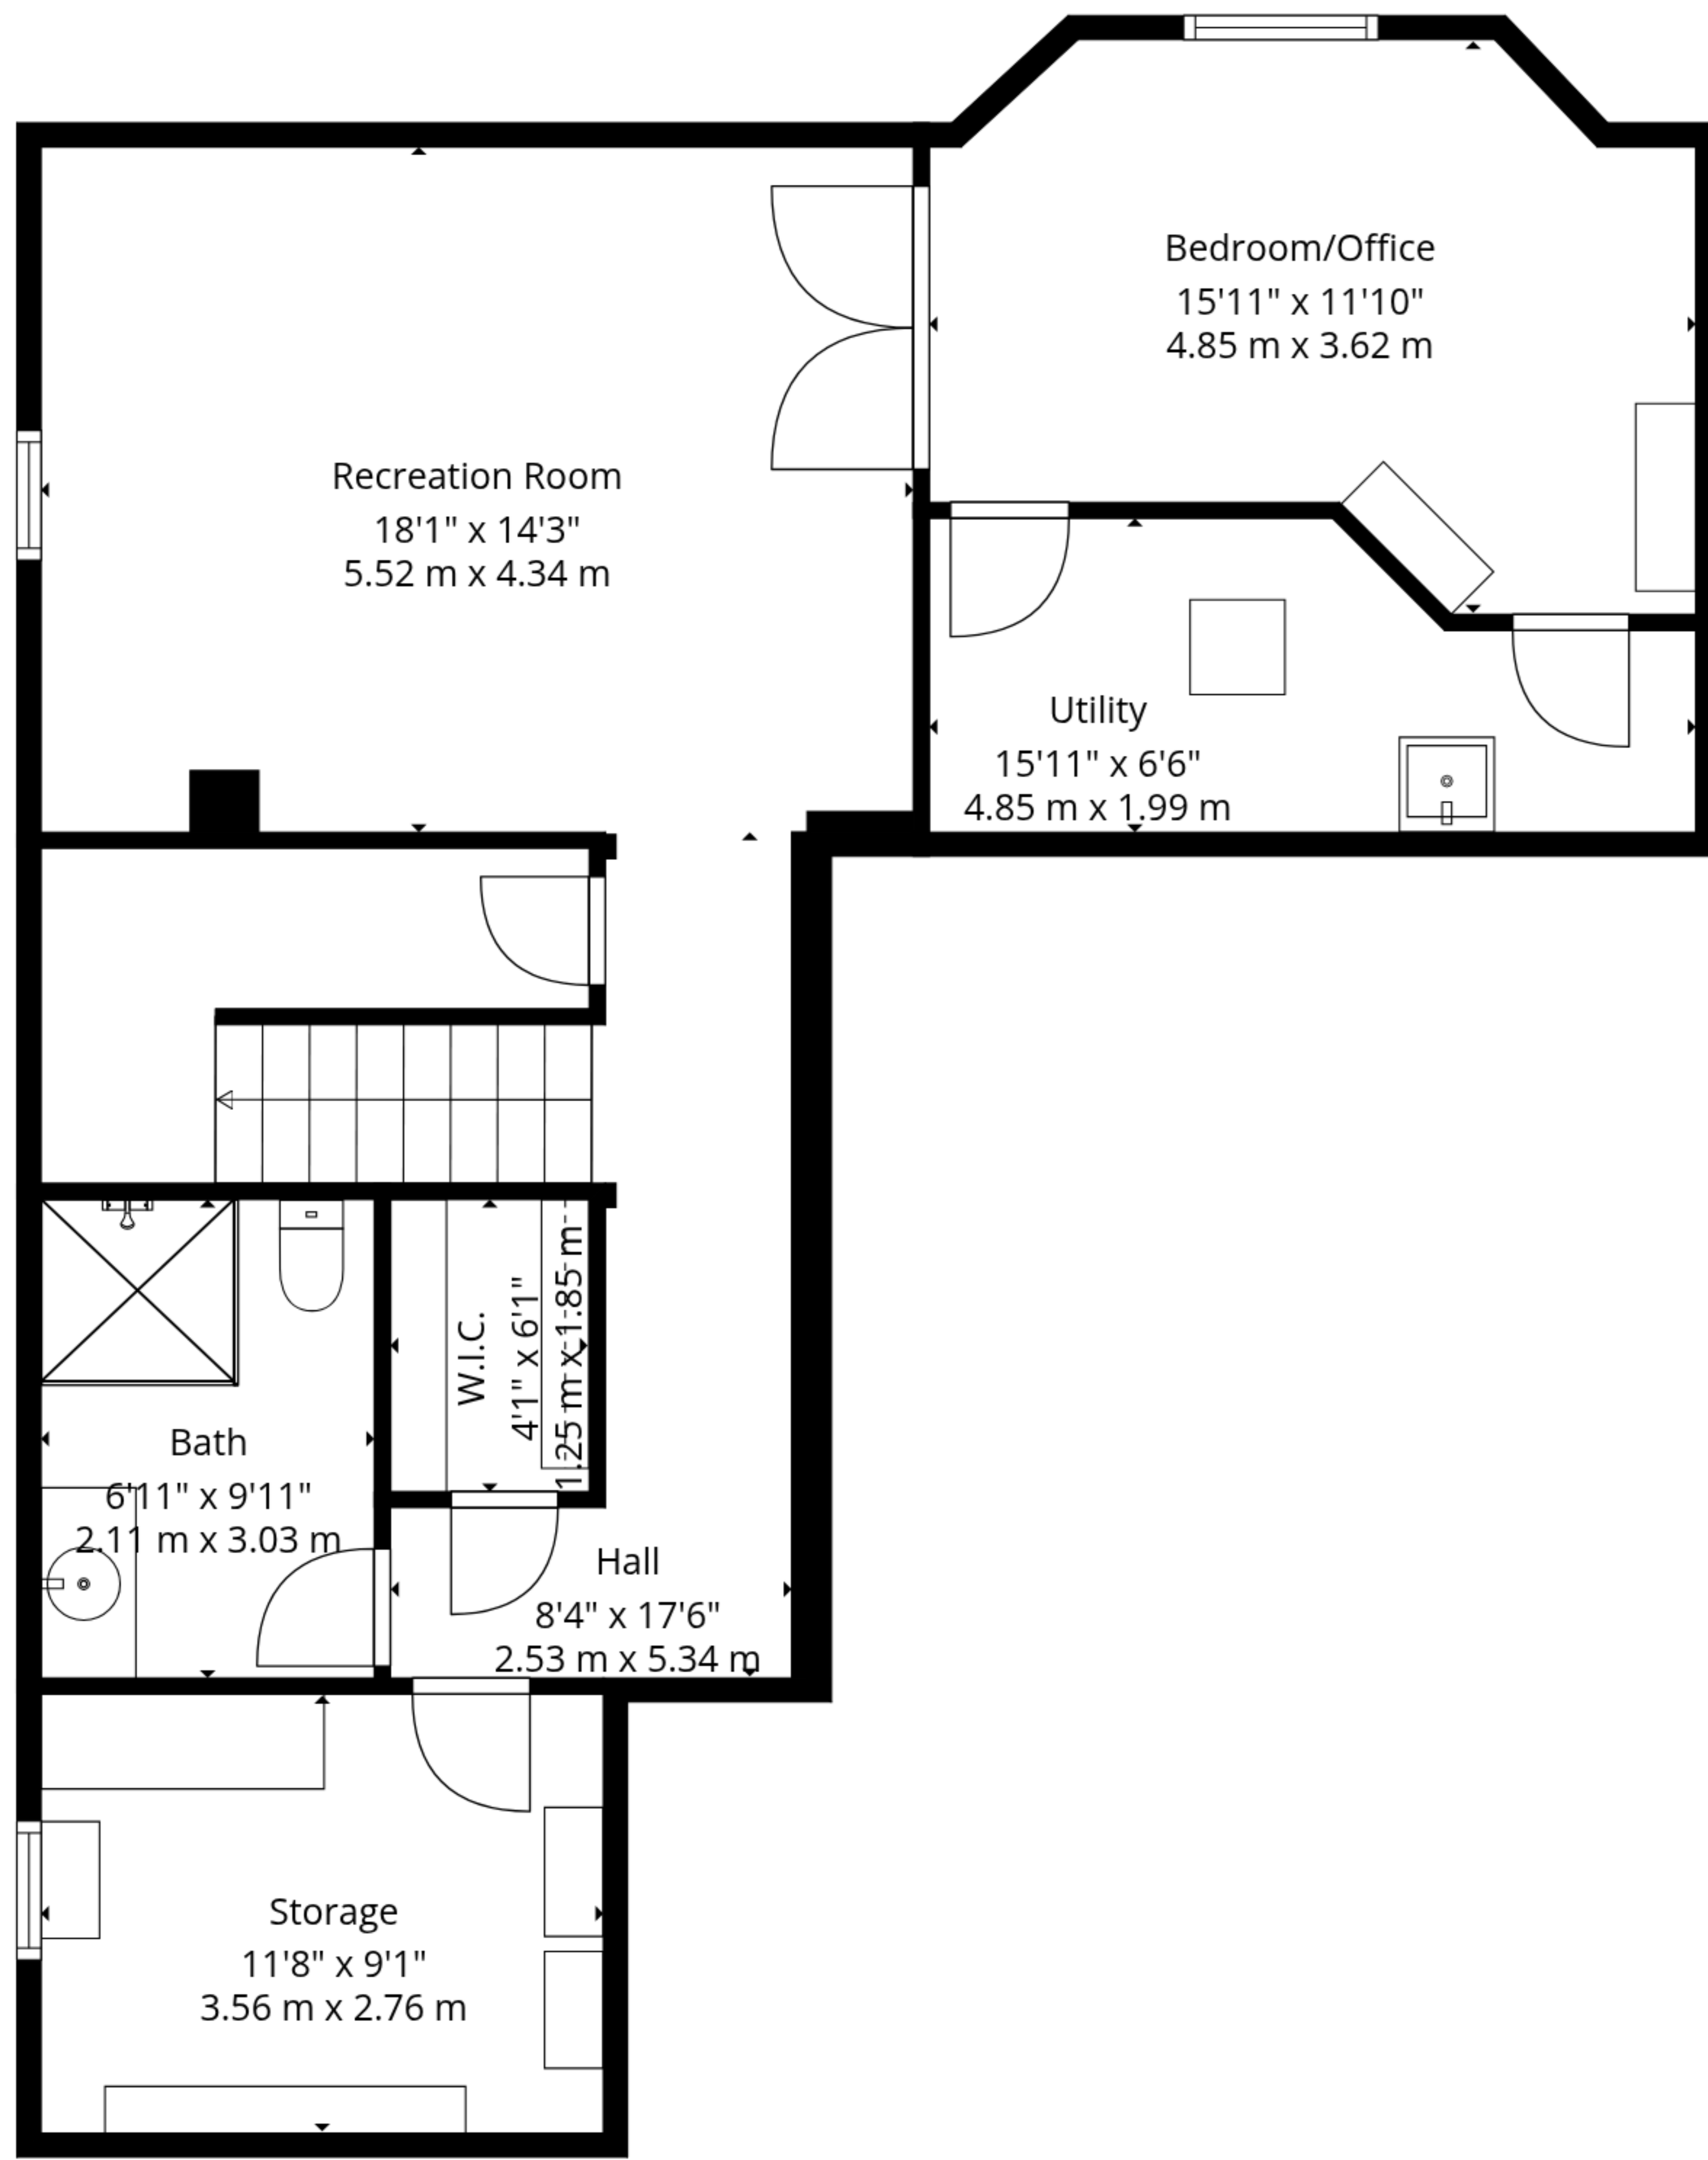 Bedroom/Office
15'11" x 11'10"
4.85 m x 3.62 m
Recreation Room
18'1" x 14'3"
5.52 m x 4.34 m
Utility
15'11" x 6'6"
4.85 m x 1.99 m
W.I.C.
4'1" x 6'1"
1.25 m x 1.85 m
Bath
6'11" x 9'11"
2.11 m x 3.03 m
Hall
8'4" x 17'6"
2.53 m x 5.34 m
Storage
11'8" x 9'1"
3.56 m x 2.76 m